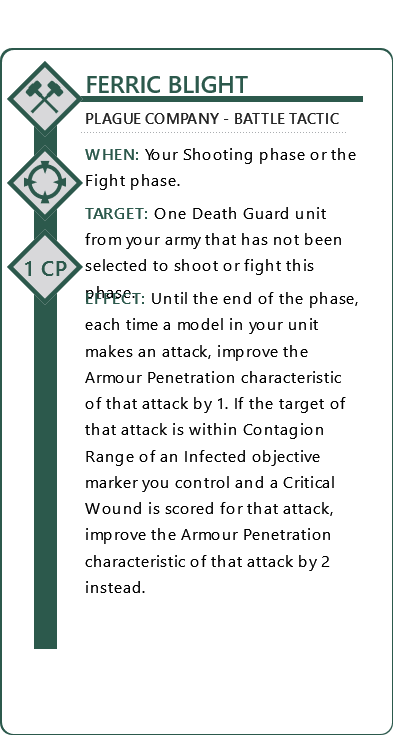 FERRIC BLIGHT
PLAGUE COMPANY - BATTLE TACTIC
WHEN: Your Shooting phase or the
Fight phase.
TARGET: One Death Guard unit
from your army that has not been
selected to shoot or fight this
phase.
1 CP
EFFECT: Until the end of the phase,
each time a model in your unit
makes an attack, improve the
Armour Penetration characteristic
of that attack by 1. If the target of
that attack is within Contagion
Range of an Infected objective
marker you control and a Critical
Wound is scored for that attack,
improve the Armour Penetration
characteristic of that attack by 2
instead.